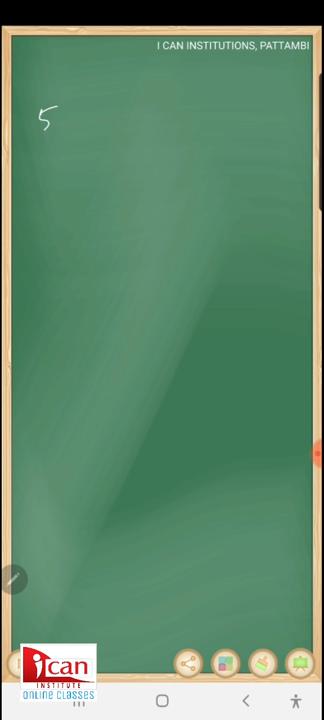 I CAN INSTITUTIONS, PATTAMBI
5
ican
INSTITUTE
ONLINE CLASSES